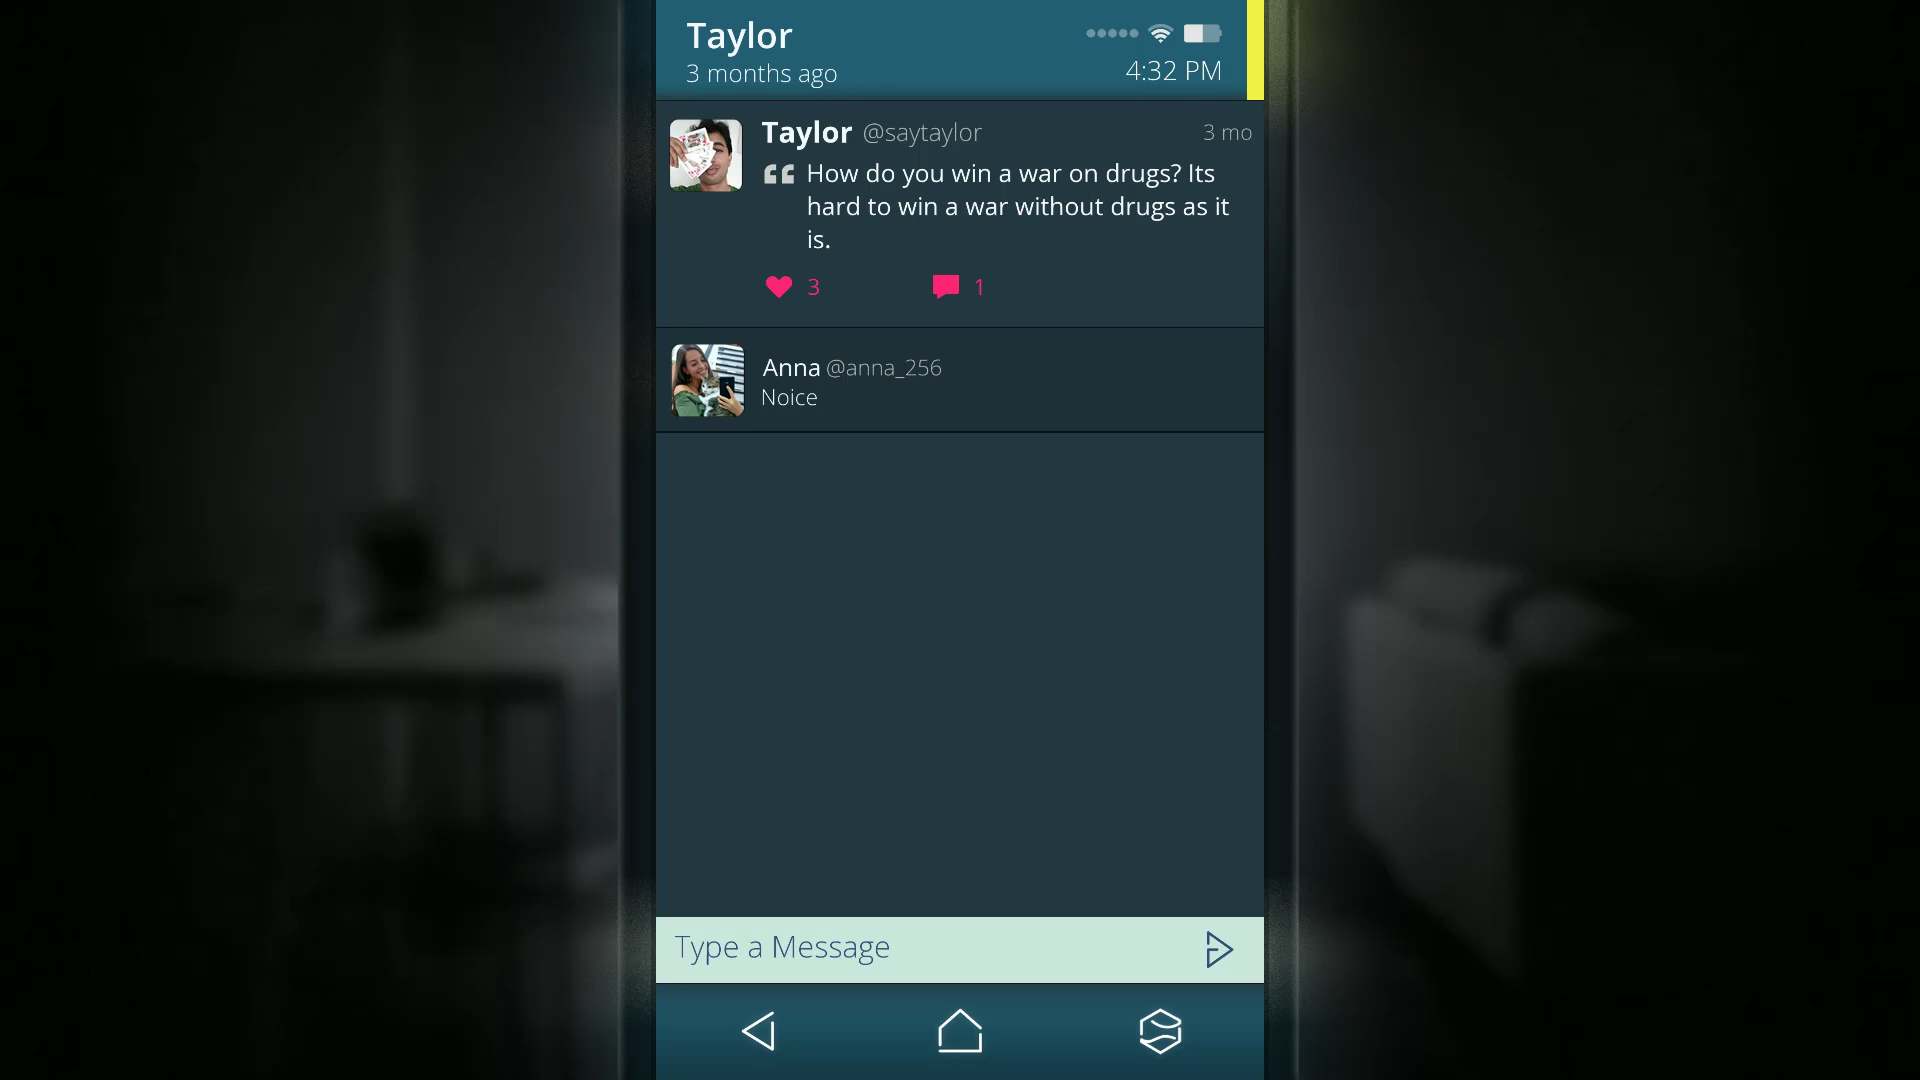 Taylor
3 months ago
4:32 PM
Taylor @saytaylor 3 mo
How do you win a war on drugs? Its
hard to win a war without drugs as it
is.
3 1
Anna @anna_256
Noice
Type a Message